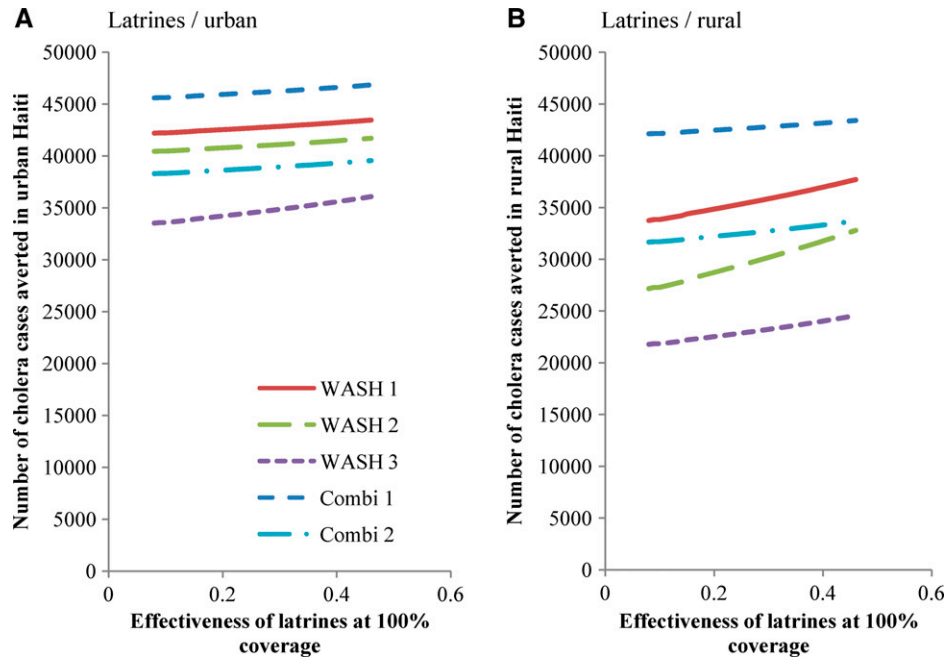 A Latrines / urban
Number of cholera cases averted in urban Haiti
50000
45000
40000
35000
30000
25000
20000
15000
10000
5000
0
WASH 1
WASH 2
WASH 3
Combi 1
Combi 2
0 0.2 0.4 0.6
Effectiveness of latrines at 100%
coverage
B Latrines / rural
Number of cholera cases averted in rural Haiti
50000
45000
40000
35000
30000
25000
20000
15000
10000
5000
0
0 0.2 0.4 0.6
Effectiveness of latrines at 100%
coverage